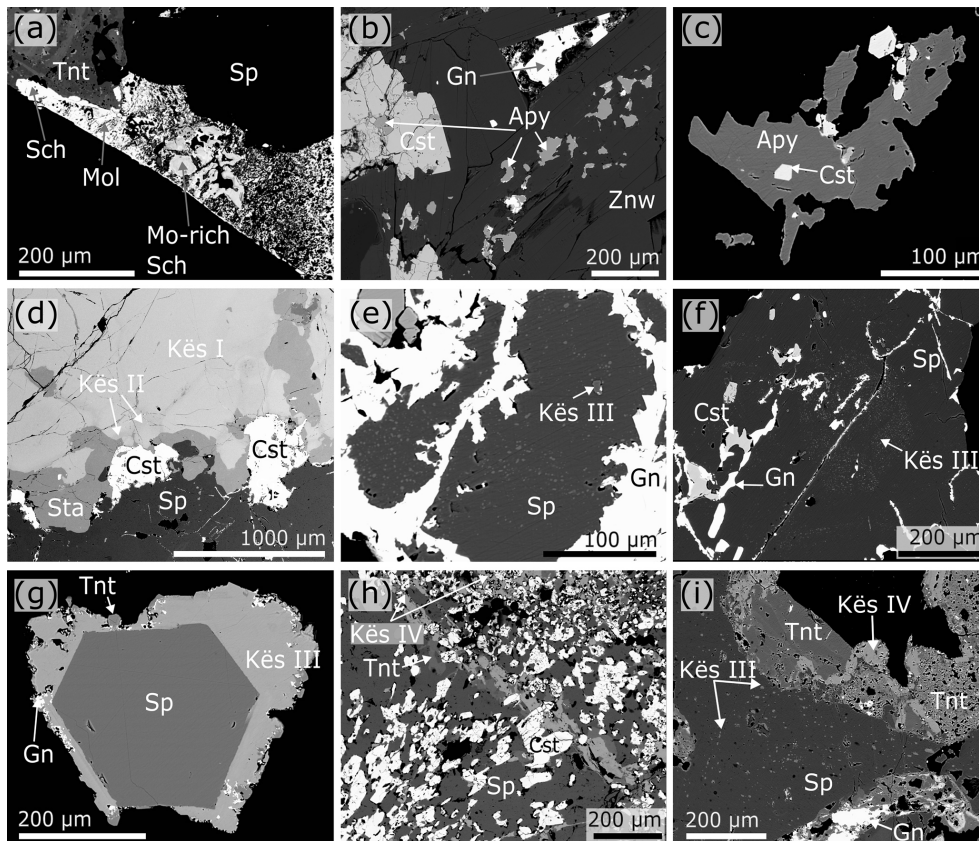 (a)
Tnt
Sp
Sch
Mol
Mo-rich
Sch
200 µm
(b)
Gn
Apy
Cst
Znw
200 µm
(c)
Apy
Cst
100 µm
(d)
Kës I
Kës II
Cst
Cst
Sta
Sp
1000 µm
(e)
Kës III
Sp
Gn
100 µm
(f)
Sp
Cst
Kës III
Gn
200 µm
(g)
Tnt
Kës III
Sp
Gn
200 µm
(h)
Kës IV
Tnt
Cst
Sp
200 µm
(i)
Kës IV
Tnt
Kës III
Tnt
Sp
200 µm
Gn